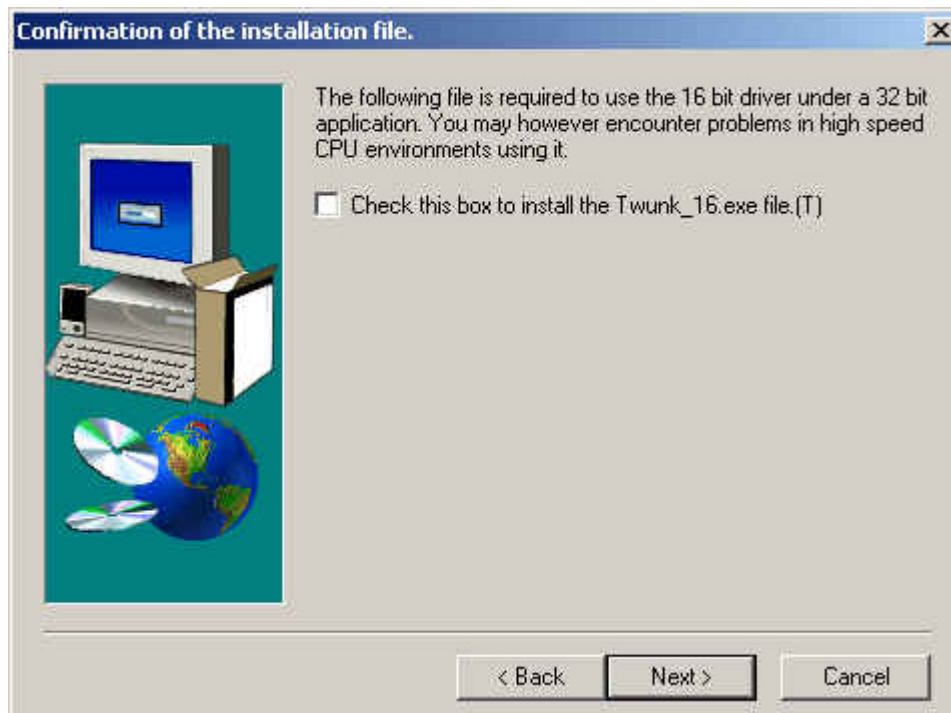 Confirmation of the installation file.
The following file is required to use the 16 bit driver under a 32 bit
application. You may however encounter problems in high speed
CPU environments using it.
Check this box to install the Twunk_16.exe file.(T)
< Back
Next >
Cancel